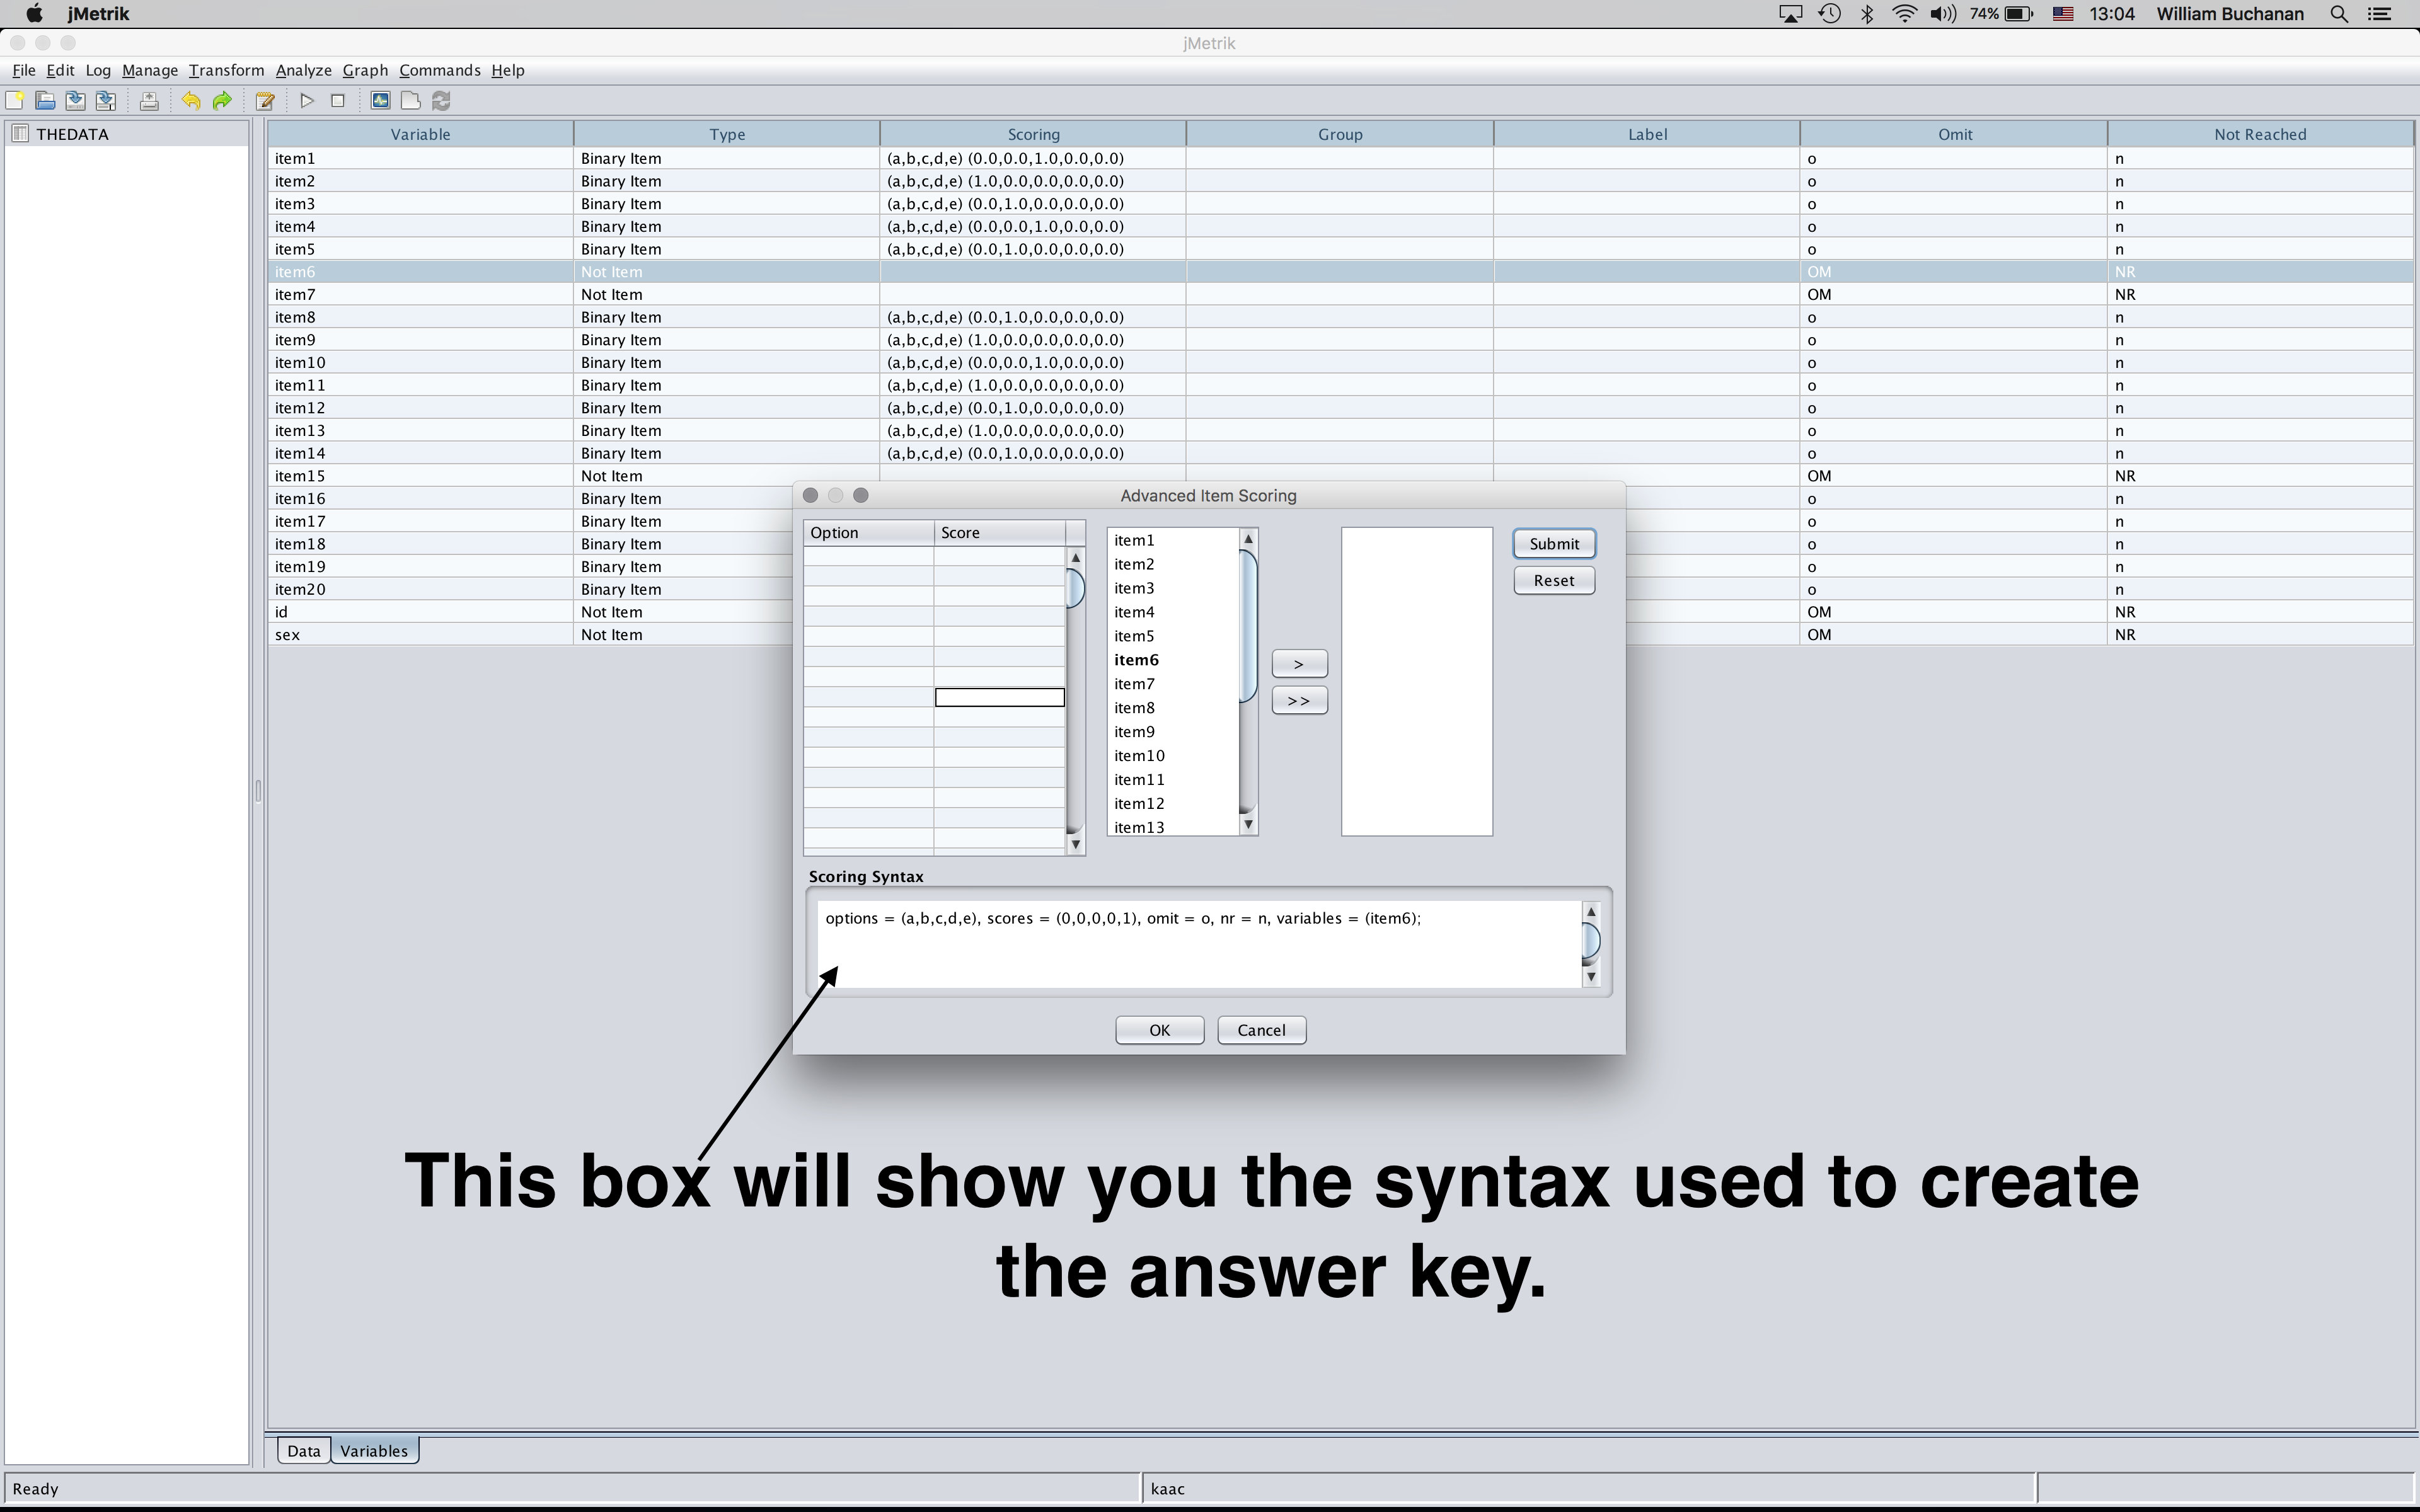 jMetrik 74% 13:04 William Buchanan
jMetrik
File Edit Log Manage Transform Analyze Graph Commands Help
THEDATA
Variable Type Scoring Group Label Omit Not Reached
item1 Binary Item (a,b,c,d,e) (0.0,0.0,1.0,0.0,0.0) o n
item2 Binary Item (a,b,c,d,e) (1.0,0.0,0.0,0.0,0.0) o n
item3 Binary Item (a,b,c,d,e) (0.0,1.0,0.0,0.0,0.0) o n
item4 Binary Item (a,b,c,d,e) (0.0,0.0,1.0,0.0,0.0) o n
item5 Binary Item (a,b,c,d,e) (0.0,1.0,0.0,0.0,0.0) o n
item6 Not Item OM NR
item7 Not Item OM NR
item8 Binary Item (a,b,c,d,e) (0.0,1.0,0.0,0.0,0.0) o n
item9 Binary Item (a,b,c,d,e) (1.0,0.0,0.0,0.0,0.0) o n
item10 Binary Item (a,b,c,d,e) (0.0,0.0,1.0,0.0,0.0) o n
item11 Binary Item (a,b,c,d,e) (1.0,0.0,0.0,0.0,0.0) o n
item12 Binary Item (a,b,c,d,e) (0.0,1.0,0.0,0.0,0.0) o n
item13 Binary Item (a,b,c,d,e) (1.0,0.0,0.0,0.0,0.0) o n
item14 Binary Item (a,b,c,d,e) (0.0,1.0,0.0,0.0,0.0) o n
item15 Not Item OM NR
item16 Binary Item o n
item17 Binary Item o n
item18 Binary Item o n
item19 Binary Item o n
item20 Binary Item o n
id Not Item OM NR
sex Not Item OM NR
Advanced Item Scoring
Option Score
item1
item2
item3
item4
item5
item6
item7
item8
item9
item10
item11
item12
item13
>
>>
Submit
Reset
Scoring Syntax
options = (a,b,c,d,e), scores = (0,0,0,0,1), omit = o, nr = n, variables = (item6);
OK Cancel
This box will show you the syntax used to create
the answer key.
Data Variables
Ready kaac